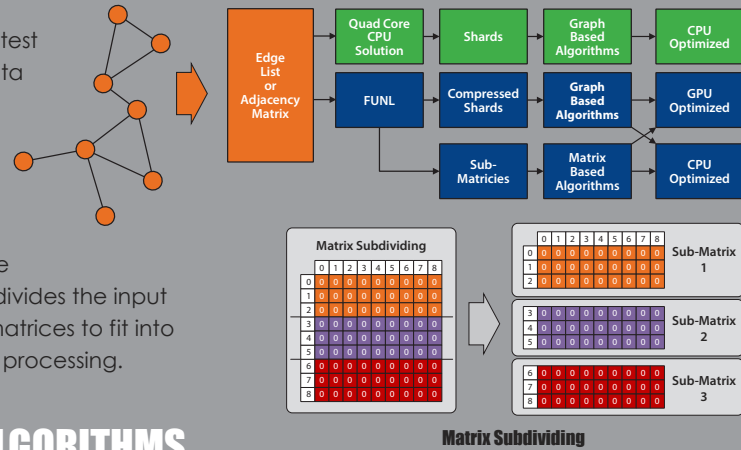 test
ta
Edge
List
or
Adjacency
Matrix
Quad Core
CPU
Solution
Shards
Graph
Based
Algorithms
CPU
Optimized
FUNL
Compressed
Shards
Graph
Based
Algorithms
GPU
Optimized
Sub-
Matricies
Matrix
Based
Algorithms
CPU
Optimized
e
divides the input
matrices to fit into
processing.
Matrix Subdividing
0 1 2 3 4 5 6 7 8
0 0 0 0 0 0 0 0 0 0
1 0 0 0 0 0 0 0 0 0
2 0 0 0 0 0 0 0 0 0
3 0 0 0 0 0 0 0 0 0
4 0 0 0 0 0 0 0 0 0
5 0 0 0 0 0 0 0 0 0
6 0 0 0 0 0 0 0 0 0
7 0 0 0 0 0 0 0 0 0
8 0 0 0 0 0 0 0 0 0
0 1 2 3 4 5 6 7 8
0 0 0 0 0 0 0 0 0 0
1 0 0 0 0 0 0 0 0 0
2 0 0 0 0 0 0 0 0 0
Sub-Matrix
1
3 0 0 0 0 0 0 0 0 0
4 0 0 0 0 0 0 0 0 0
5 0 0 0 0 0 0 0 0 0
Sub-Matrix
2
6 0 0 0 0 0 0 0 0 0
7 0 0 0 0 0 0 0 0 0
8 0 0 0 0 0 0 0 0 0
Sub-Matrix
3
Matrix Subdividing
LGORITHMS